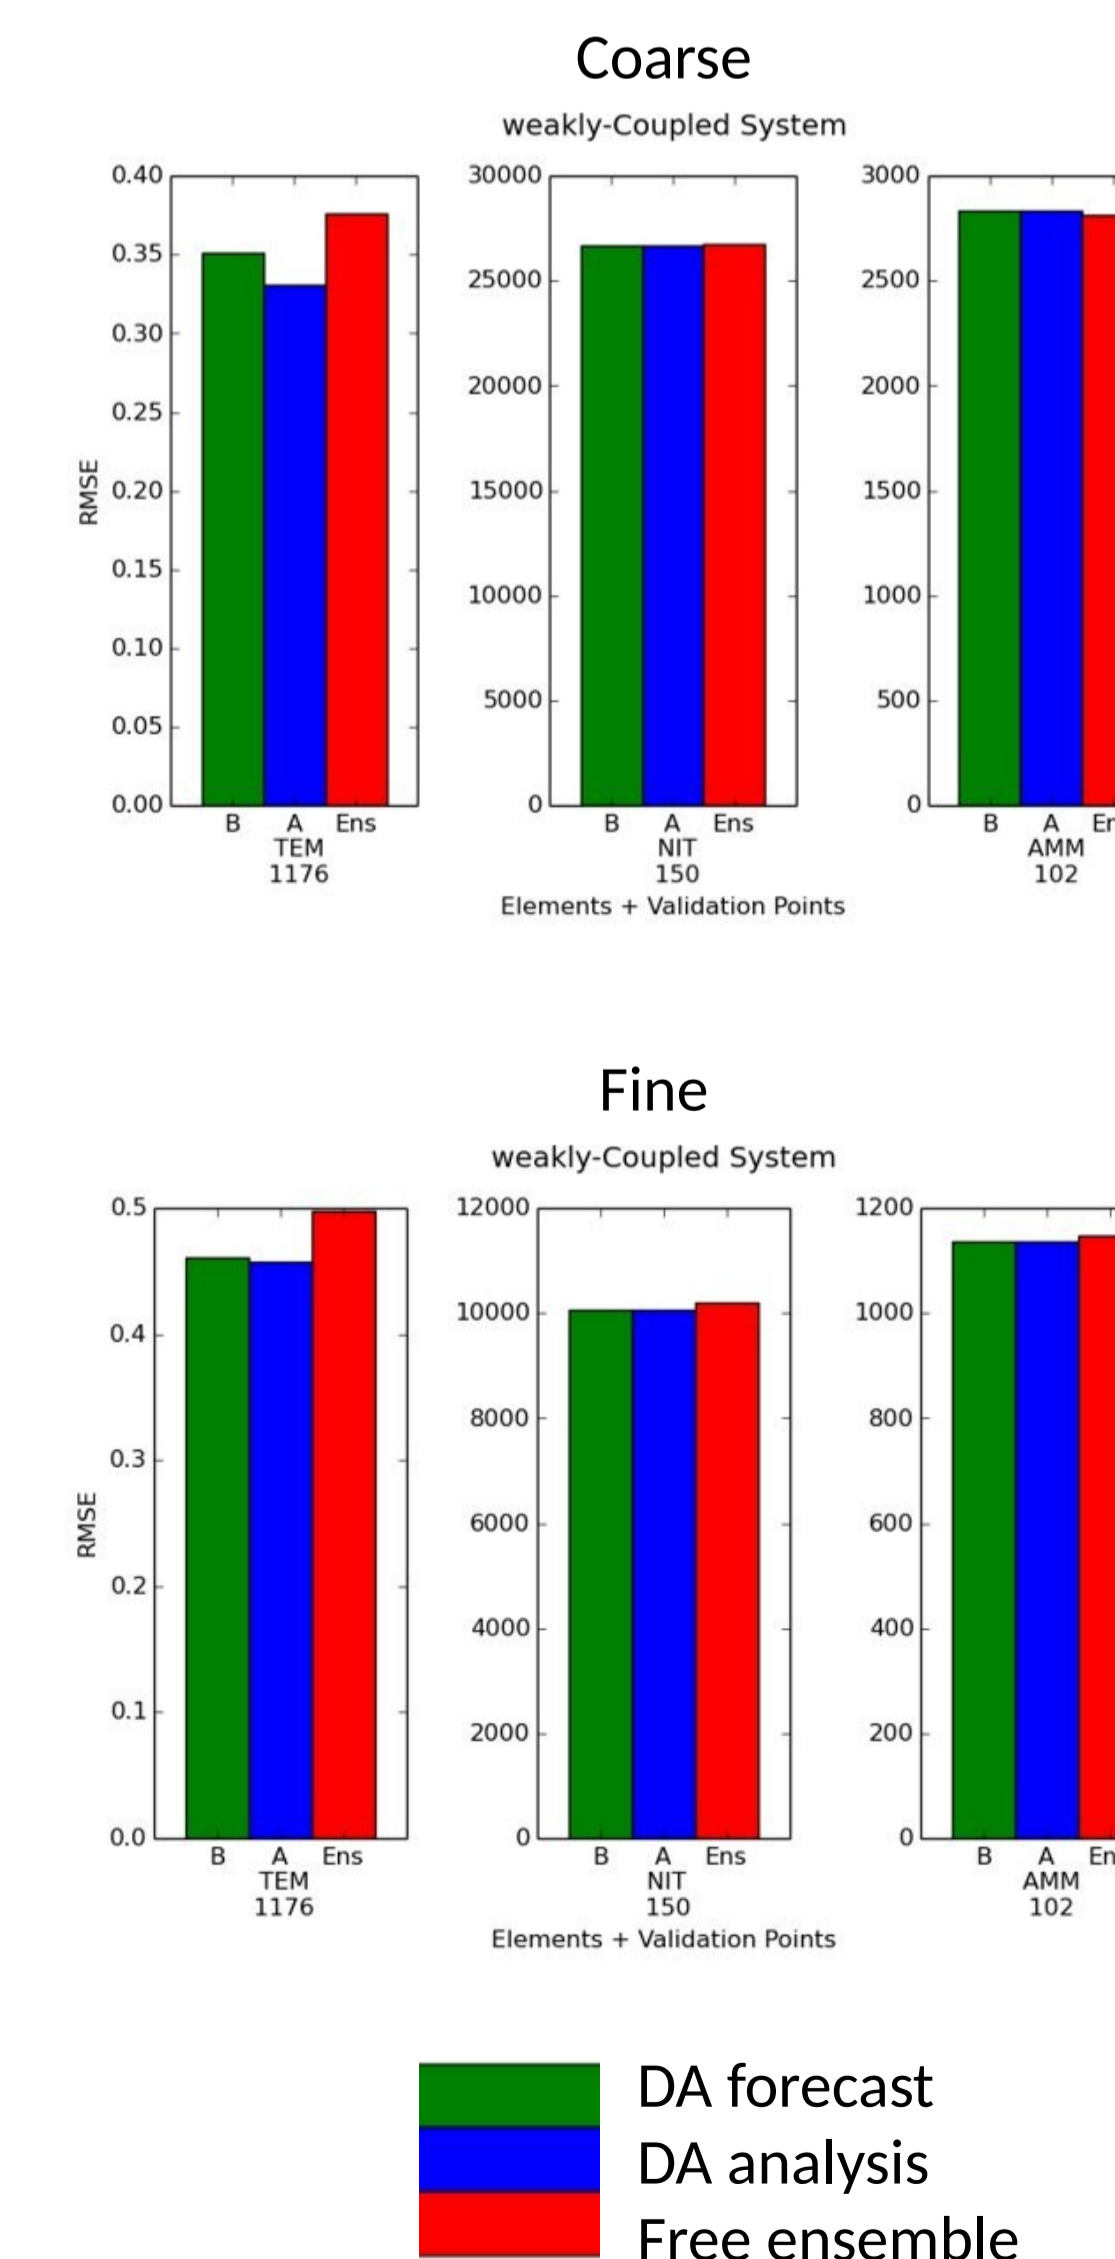 Coarse
weakly-Coupled System
0.40
0.35
0.30
0.25
0.20
0.15
0.10
0.05
0.00
RMSE
B A Ens
TEM
1176
30000
25000
20000
15000
10000
5000
0
B A Ens
NIT
150
3000
2500
2000
1500
1000
500
0
B A En
AMM
102
Elements + Validation Points
Fine
weakly-Coupled System
0.5
0.4
0.3
0.2
0.1
0.0
RMSE
B A Ens
TEM
1176
12000
10000
8000
6000
4000
2000
0
B A Ens
NIT
150
1200
1000
800
600
400
200
0
B A En
AMM
102
Elements + Validation Points
DA forecast
DA analysis
Free ensemble